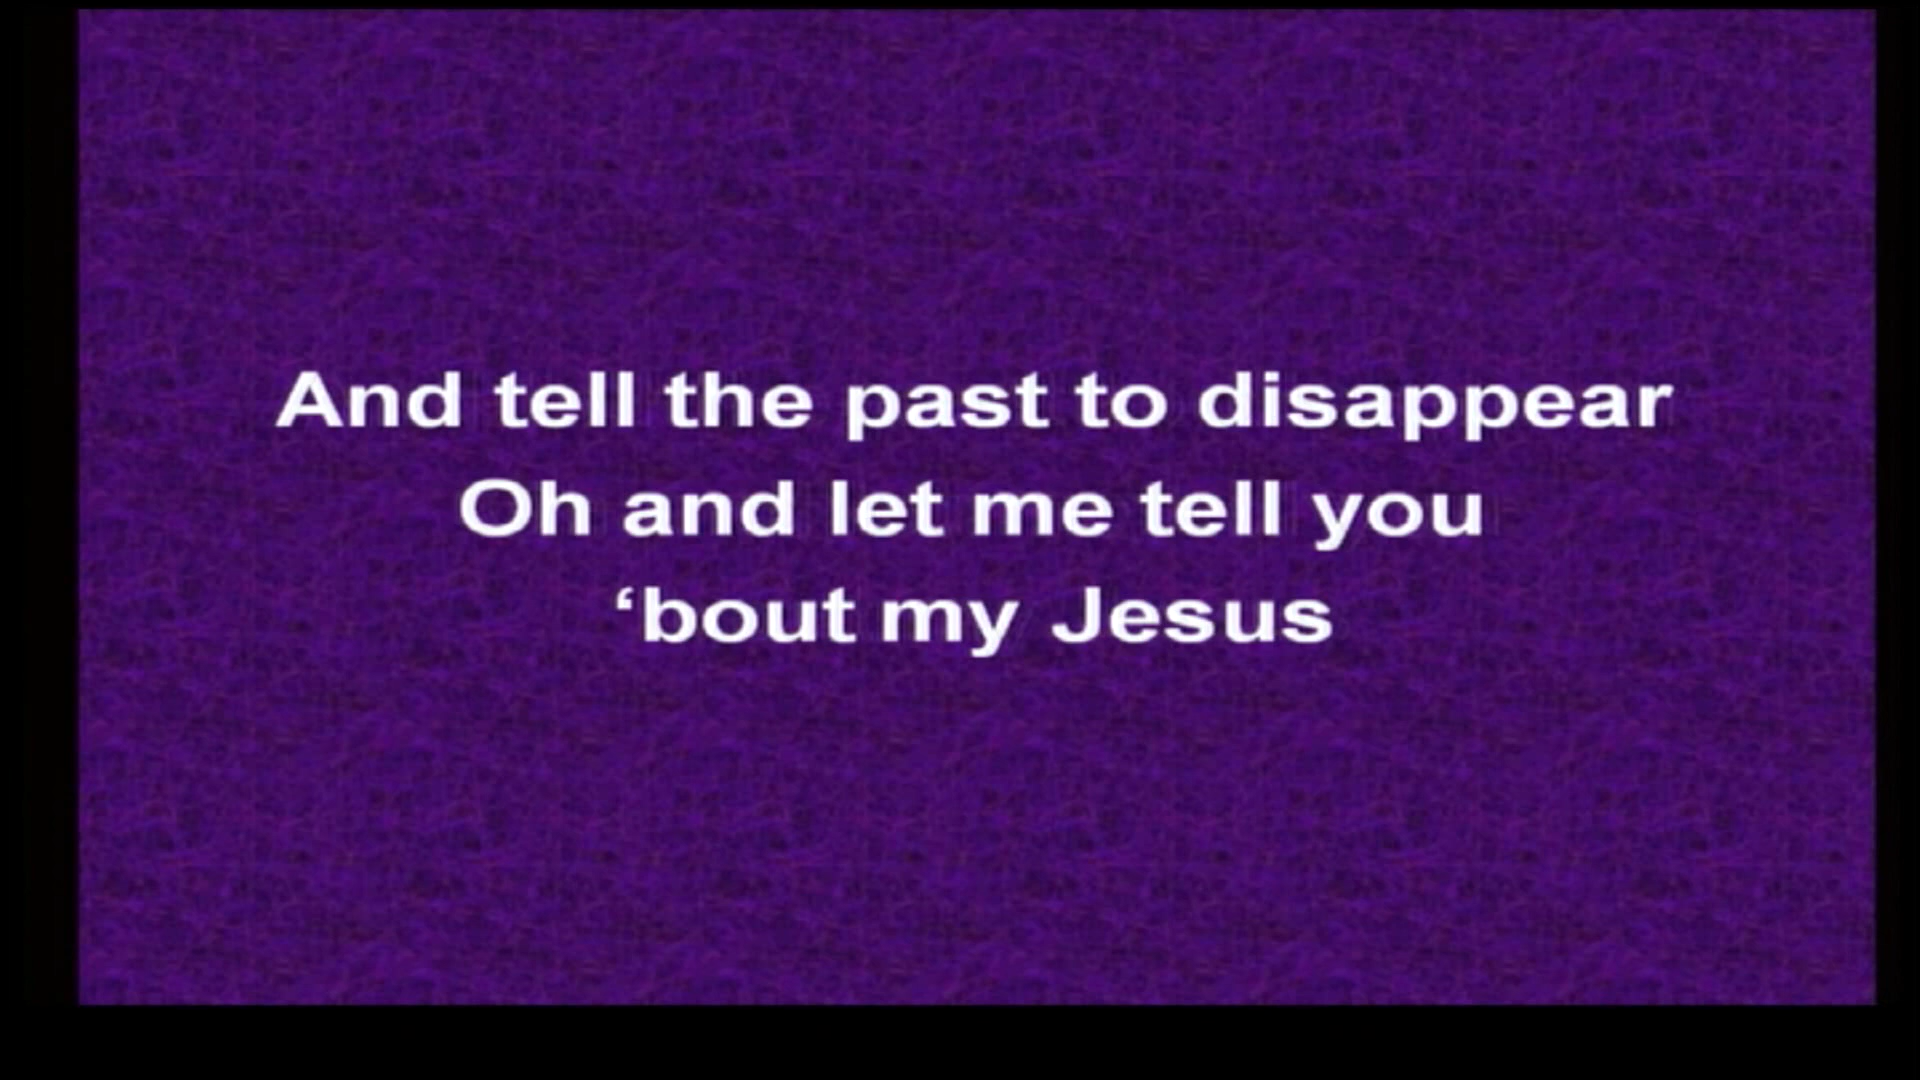 And tell the past to disappear
Oh and let me tell you
‘bout my Jesus